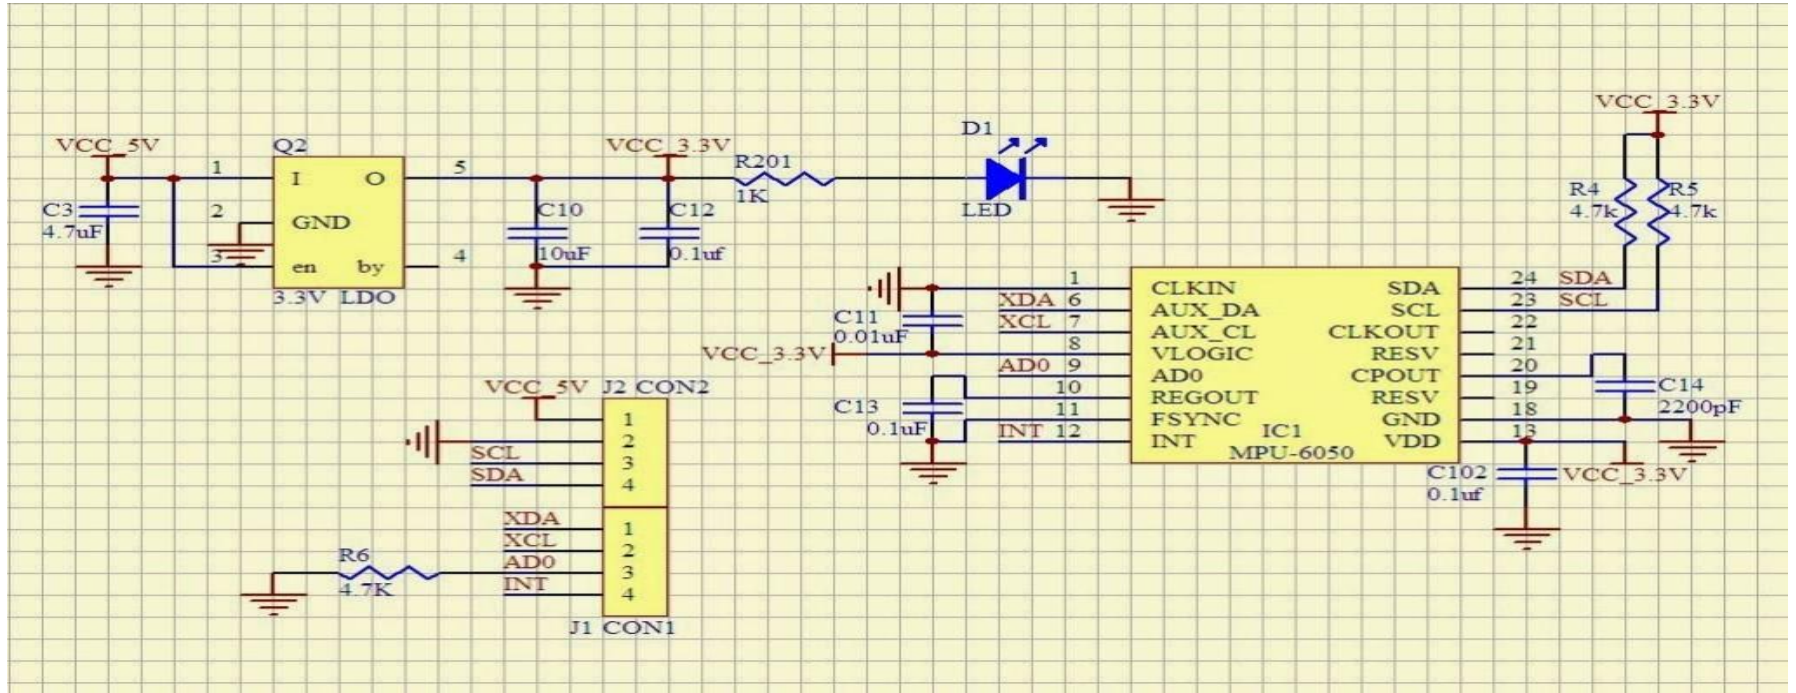 VCC_5V
C3
4.7uF
Q2
1
2
3
I
GND
en
O
by
5
4
3.3V LDO
C10
10uF
VCC_3.3V
C12
0.1uf
R201
1K
D1
LED
VCC_3.3V
R4
4.7k
R5
4.7k
C11
0.01uF
VCC_3.3V
C13
0.1uF
XDA 6
XCL 7
AD0 9
INT 12
1
8
10
11
CLKIN
AUX_DA
AUX_CL
VLOGIC
AD0
REGOUT
FSYNC
INT
SDA
SCL
CLKOUT
RESV
CPOUT
RESV
GND
VDD
IC1
MPU-6050
24 SDA
23 SCL
22
21
20
19
18
13
C14
2200pF
C102
0.1uf
VCC_3.3V
VCC_5V
J2 CON2
1
2
SCL 3
SDA 4
XDA 1
XCL 2
AD0 3
INT 4
R6
4.7K
J1 CON1